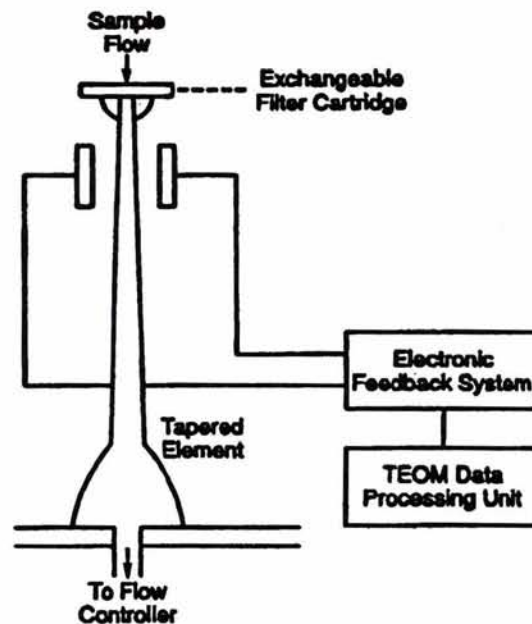 Sample
Flow
Exchangeable
Filter Cartridge
Electronic
Feedback System
Tapered
Element
TEOM Data
Processing Unit
To Flow
Controller